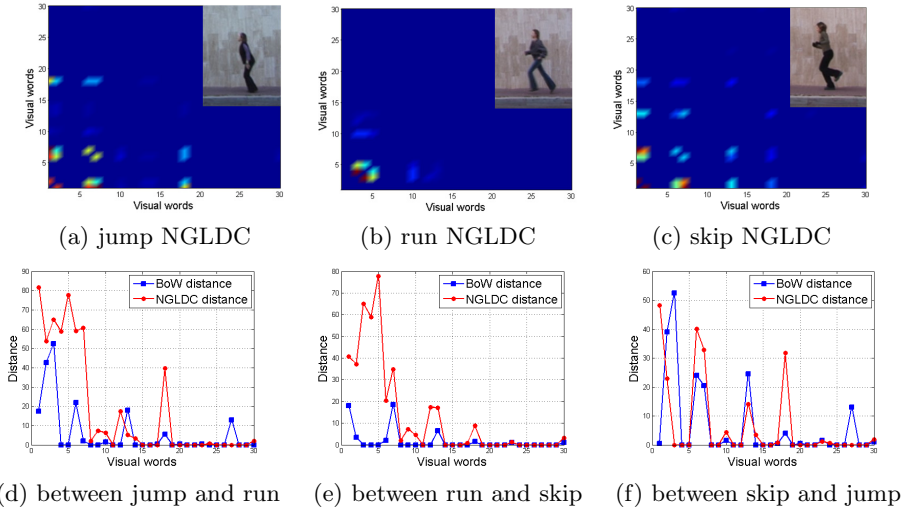 30
25
20
15
10
5
Visual words
5 10 15 20 25 30
Visual words
(a) jump NGLDC
30
25
20
15
10
5
Visual words
5 10 15 20 25 30
Visual words
(b) run NGLDC
30
25
20
15
10
5
Visual words
5 10 15 20 25 30
Visual words
(c) skip NGLDC
90
80
70
60
50
40
30
20
10
0
Distance
BoW distance
NGLDC distance
0 5 10 15 20 25 30
Visual words
(d) between jump and run
80
70
60
50
40
30
20
10
0
Distance
BoW distance
NGLDC distance
0 5 10 15 20 25 30
Visual words
(e) between run and skip
60
50
40
30
20
10
0
Distance
BoW distance
NGLDC distance
0 5 10 15 20 25 30
Visual words
(f) between skip and jump